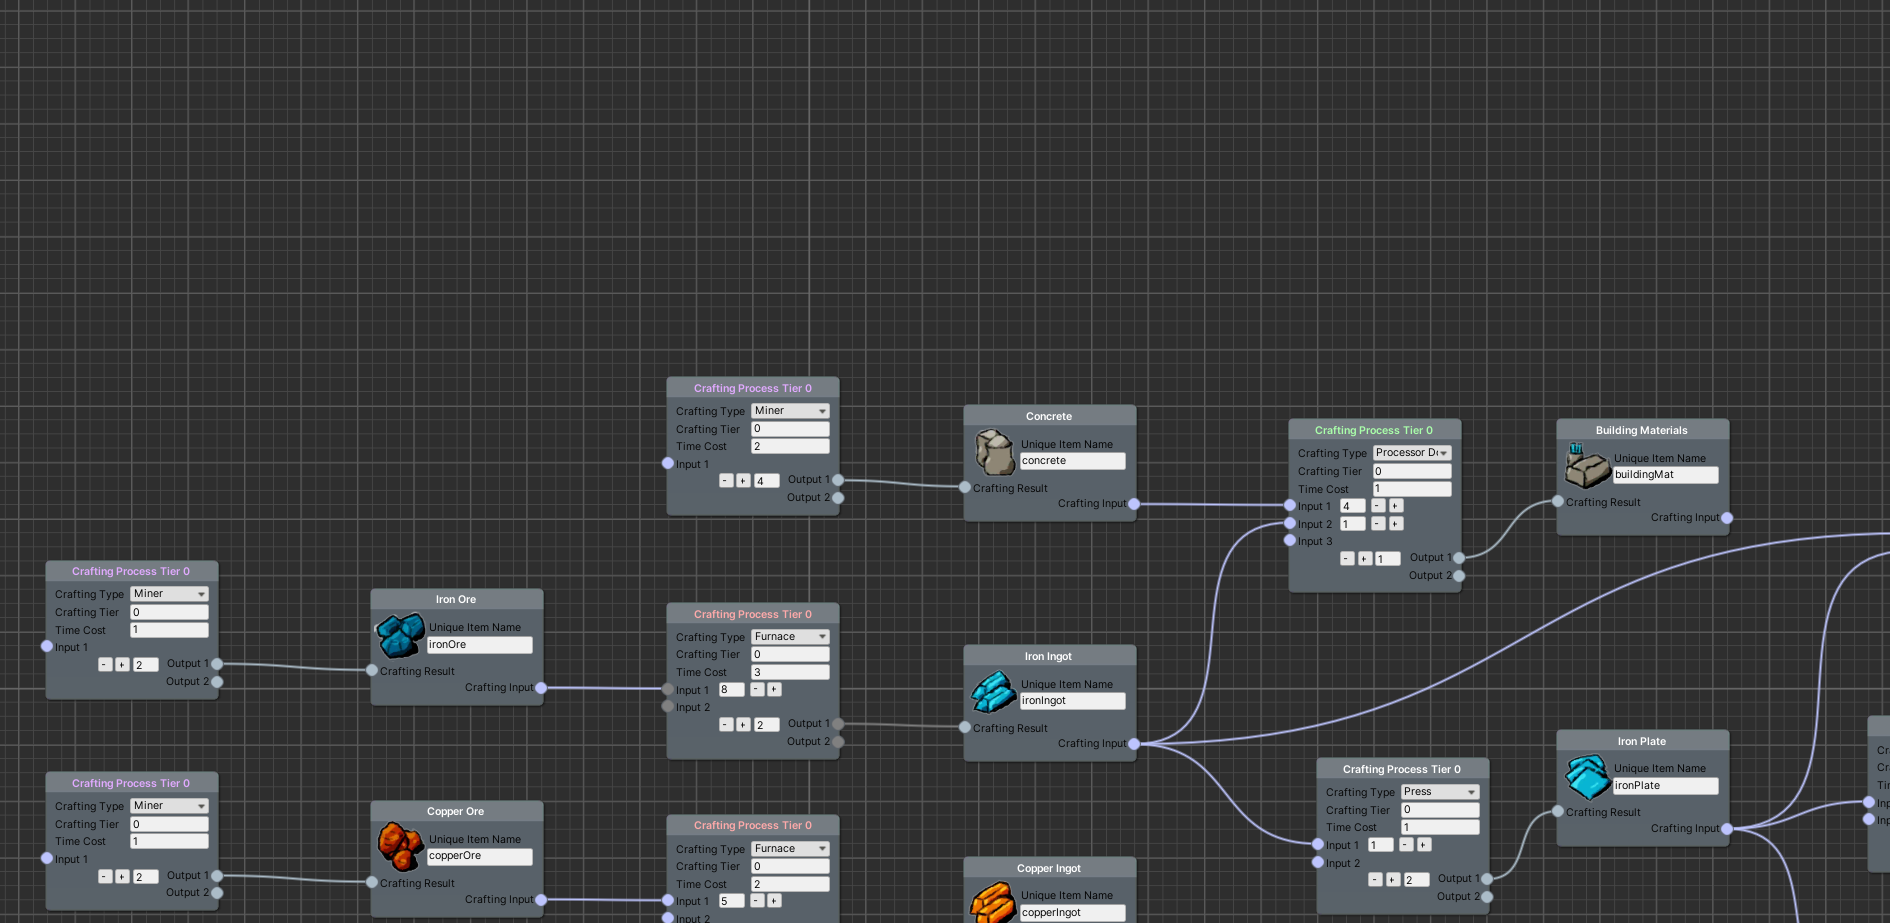 Crafting Process Tier 0
Crafting Type Miner
Crafting Tier 0
Time Cost 2
Input 1
- + 4 Output 1
Output 2
Concrete
Unique Item Name
concrete
Crafting Result
Crafting Input
Crafting Process Tier 0
Crafting Type Processor D
Crafting Tier 0
Time Cost 1
Input 1 4 - +
Input 2 1 - +
Input 3
- + 1 Output 1
Output 2
Building Materials
Unique Item Name
buildingMat
Crafting Result
Crafting Input
Crafting Process Tier 0
Crafting Type Miner
Crafting Tier 0
Time Cost 1
Input 1
- + 2 Output 1
Output 2
Iron Ore
Unique Item Name
ironOre
Crafting Result
Crafting Input
Crafting Process Tier 0
Crafting Type Furnace
Crafting Tier 0
Time Cost 3
Input 1 8 - +
Input 2
- + 2 Output 1
Output 2
Iron Ingot
Unique Item Name
ironIngot
Crafting Result
Crafting Input
Crafting Process Tier 0
Crafting Type Press
Crafting Tier 0
Time Cost 1
Input 1 1 - +
Input 2
- + 2 Output 1
Output 2
Iron Plate
Unique Item Name
ironPlate
Crafting Result
Crafting Input
Cr
Cr
Inp
Crafting Process Tier 0
Crafting Type Miner
Crafting Tier 0
Time Cost 1
Input 1
- + 2 Output 1
Output 2
Copper Ore
Unique Item Name
copperOre
Crafting Result
Crafting Input
Crafting Process Tier 0
Crafting Type Furnace
Crafting Tier 0
Time Cost 2
Input 1 5 - +
Input 2
Copper Ingot
Unique Item Name
copperIngot